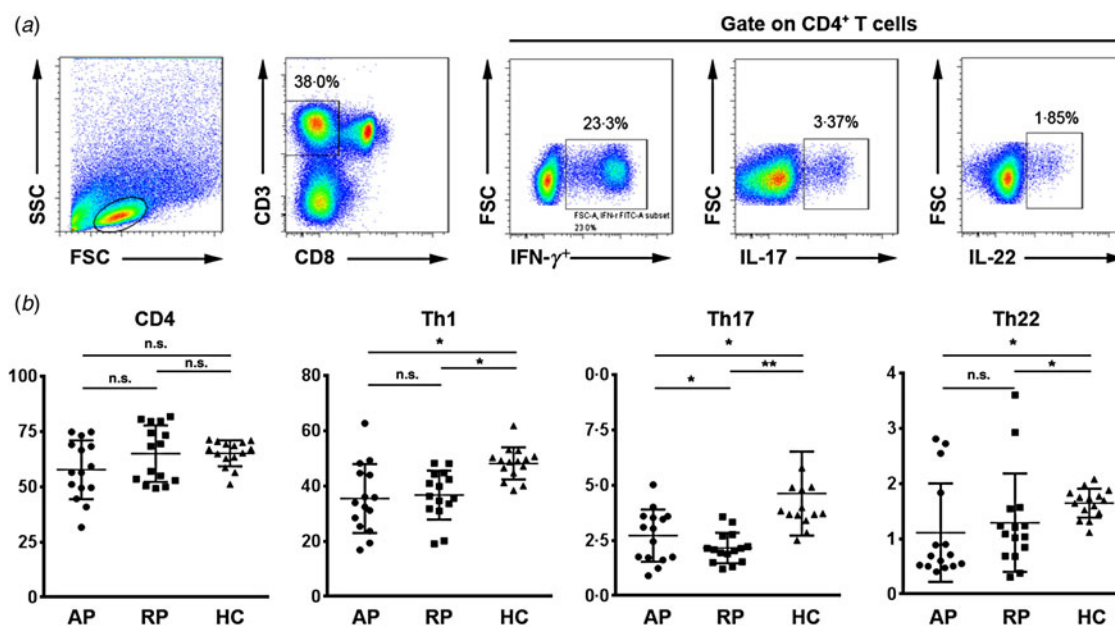 (a)
Gate on CD4+ T cells
38·0%
23·3%
3·37%
1·85%
FSC-A, IFN-r FITC-A subset
23.0%
SSC
CD3
FSC
FSC
FSC
FSC
CD8
IFN-γ+
IL-17
IL-22
(b)
CD4
n.s.
n.s.
n.s.
100
75
50
25
0
AP RP HC
Th1
*
n.s.
*
80
60
40
20
0
AP RP HC
Th17
*
*
**
0·0
7·5
5·0
2·5
0·0
AP RP HC
Th22
*
n.s.
*
4
3
2
1
0
AP RP HC